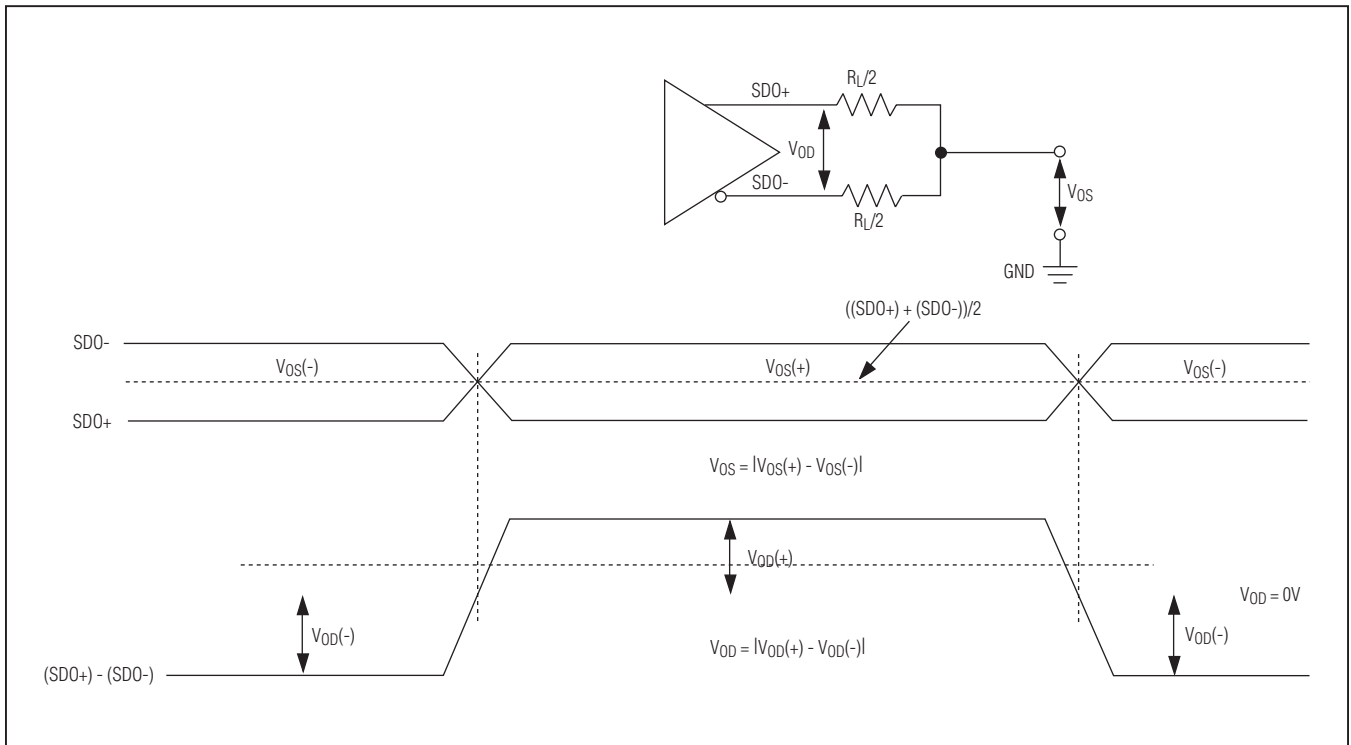 SDO+
R_L/2
V_OD
SDO-
R_L/2
V_OS
GND
((SDO+) + (SDO-))/2
SDO-
V_OS(-)
V_OS(+)
V_OS(-)
SDO+
V_OS = |V_OS(+) - V_OS(-)|
V_OD(+)
V_OD = 0V
V_OD(-)
V_OD(-)
V_OD = |V_OD(+) - V_OD(-)|
(SDO+) - (SDO-)